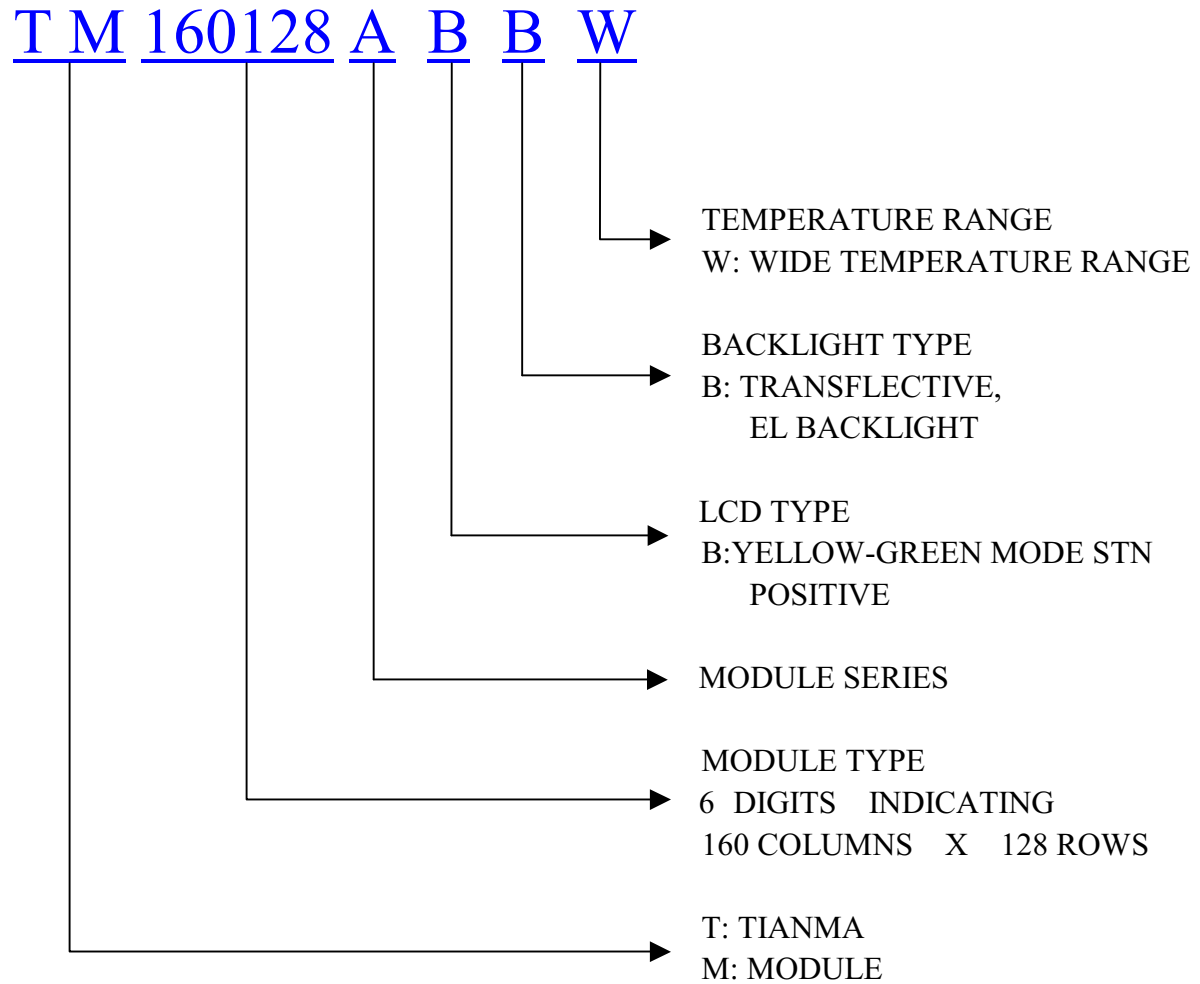 T M 160128 A B B W
TEMPERATURE RANGE
W: WIDE TEMPERATURE RANGE
BACKLIGHT TYPE
B: TRANSFLECTIVE,
EL BACKLIGHT
LCD TYPE
B:YELLOW-GREEN MODE STN
POSITIVE
MODULE SERIES
MODULE TYPE
6 DIGITS INDICATING
160 COLUMNS X 128 ROWS
T: TIANMA
M: MODULE